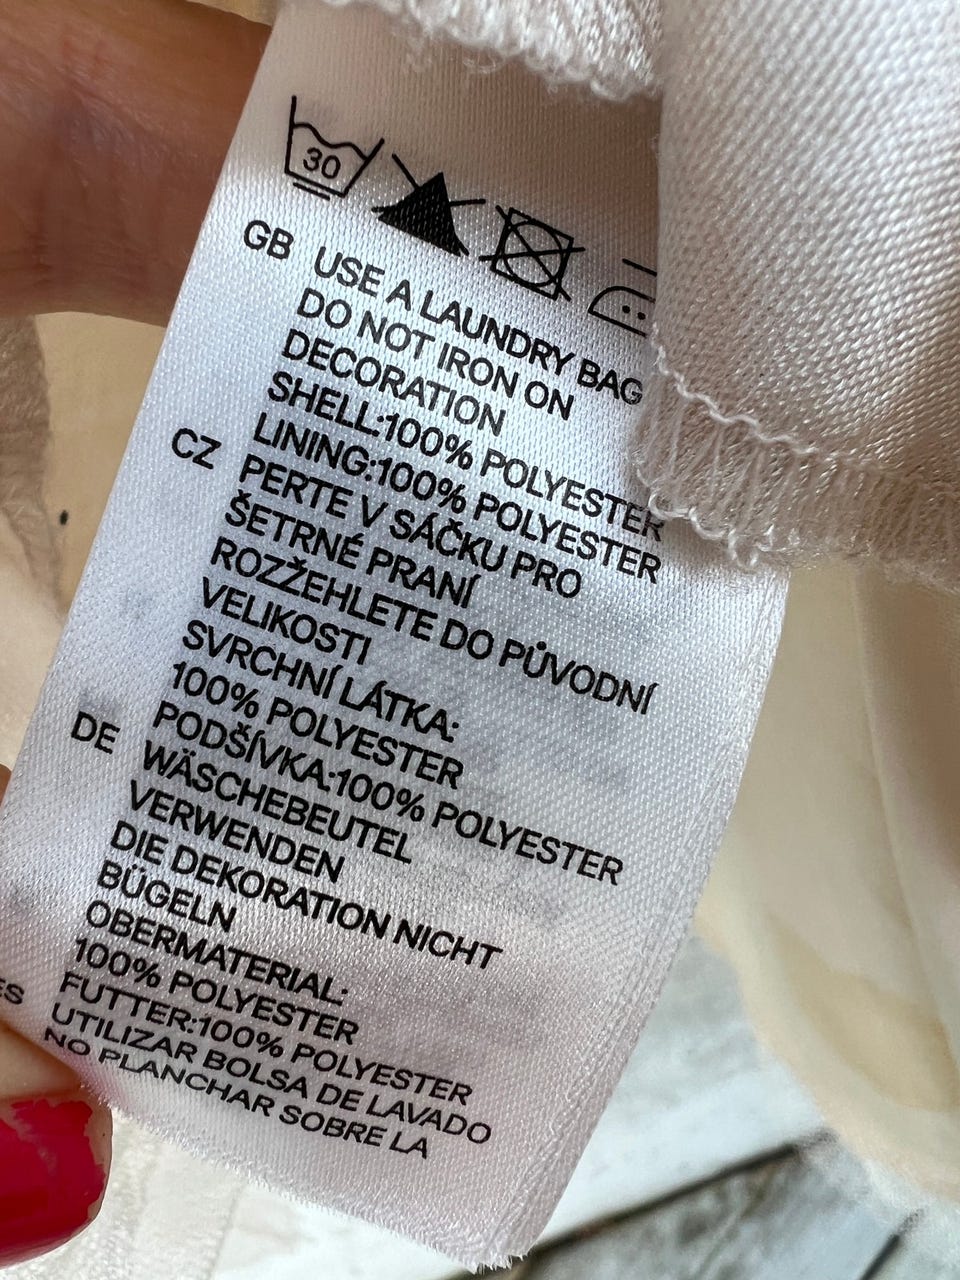 30
GB USE A LAUNDRY BAG
DO NOT IRON ON
DECORATION
SHELL:100% POLYESTER
LINING:100% POLYESTER
CZ PERTE V SÁČKU PRO
ŠETRNÉ PRANÍ
ROZŽEHLETE DO PŮVODNÍ
VELIKOSTI
SVRCHNÍ LÁTKA:
100% POLYESTER
PODŠÍVKA:100% POLYESTER
DE WÄSCHEBEUTEL
VERWENDEN
DIE DEKORATION NICHT
BÜGELN
OBERMATERIAL:
100% POLYESTER
FUTTER:100% POLYESTER
ES UTILIZAR BOLSA DE LAVADO
NO PLANCHAR SOBRE LA